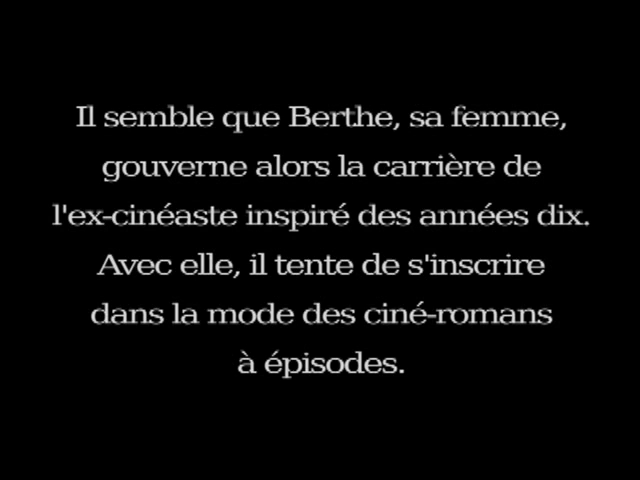 Il semble que Berthe, sa femme,
gouverne alors la carrière de
l'ex-cinéaste inspiré des années dix.
Avec elle, il tente de s'inscrire
dans la mode des ciné-romans
à épisodes.